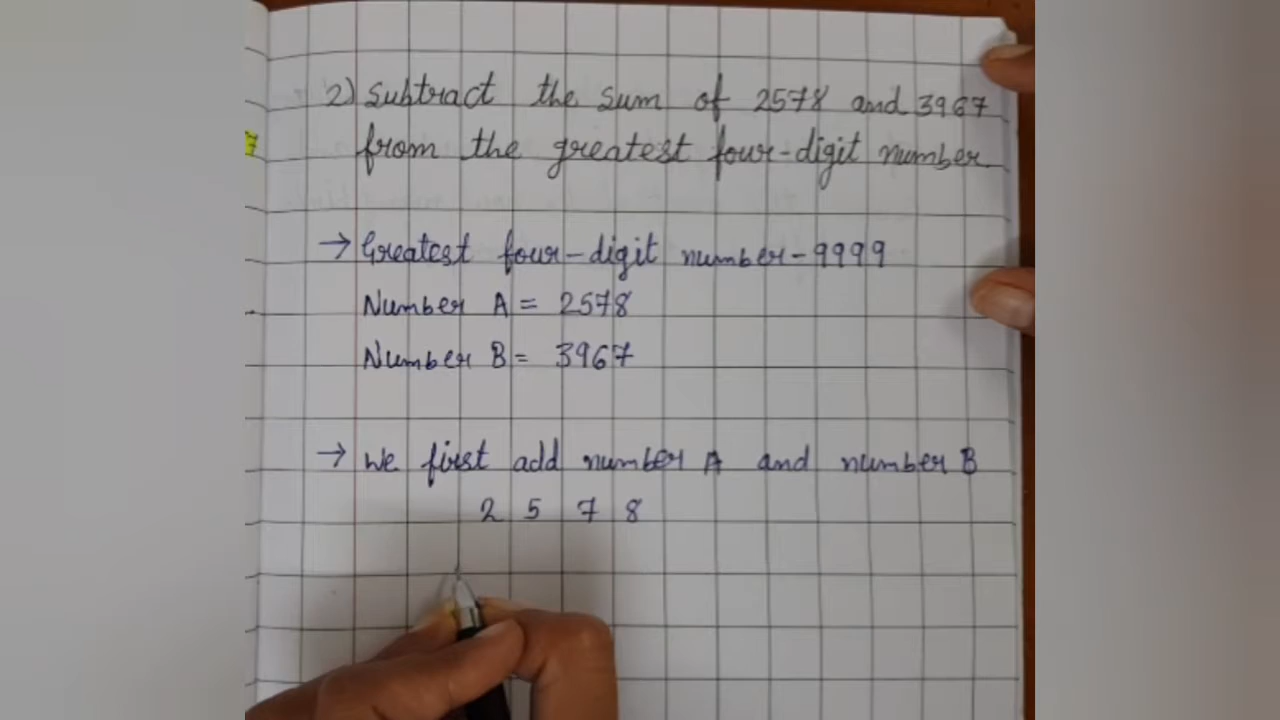 2) Subtract the sum of 2578 and 3967
from the greatest four-digit number.
→ Greatest four-digit number - 9999
Number A = 2578
Number B = 3967
→ We first add number A and number B
2 5 7 8